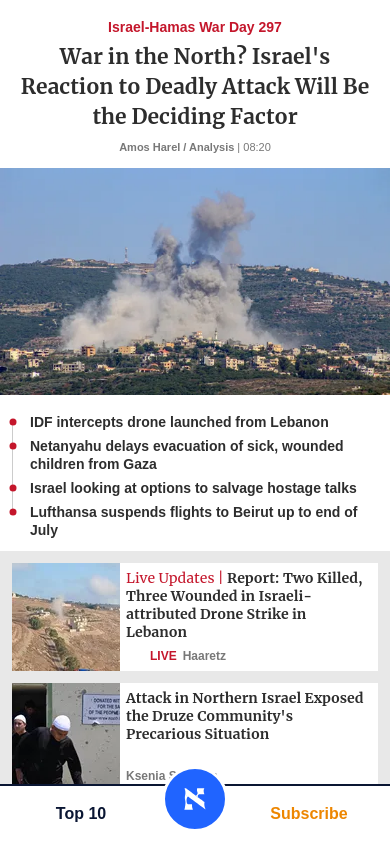 Israel-Hamas War Day 297
War in the North? Israel's
Reaction to Deadly Attack Will Be
the Deciding Factor
Amos Harel / Analysis | 08:20
IDF intercepts drone launched from Lebanon
Netanyahu delays evacuation of sick, wounded
children from Gaza
Israel looking at options to salvage hostage talks
Lufthansa suspends flights to Beirut up to end of
July
Live Updates | Report: Two Killed,
Three Wounded in Israeli-
attributed Drone Strike in
Lebanon
LIVE Haaretz
Attack in Northern Israel Exposed
the Druze Community's
Precarious Situation
Ksenia
Top 10
Subscribe